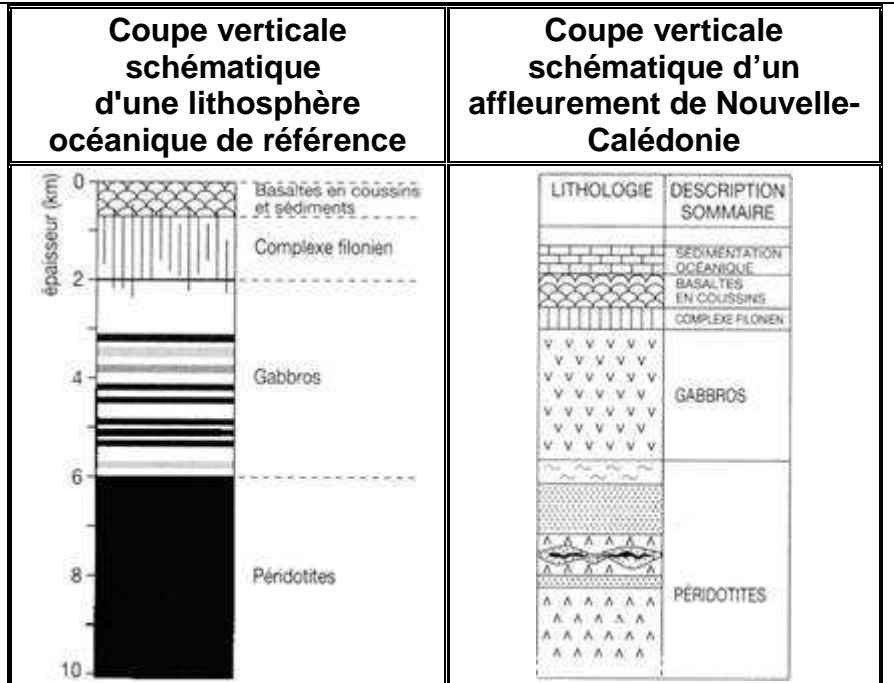 Coupe verticale
schématique
d'une lithosphère
océanique de référence
Coupe verticale
schématique d’un
affleurement de Nouvelle-
Calédonie
épaisseur (km)
0
Basaltes en coussins
et sédiments
Complexe filonien
2
4
Gabbros
6
8
Péridotites
10
LITHOLOGIE
DESCRIPTION
SOMMAIRE
SÉDIMENTATION
OCÉANIQUE
BASALTES
EN COUSSINS
COMPLEXE FILONIEN
GABBROS
PÉRIDOTITES